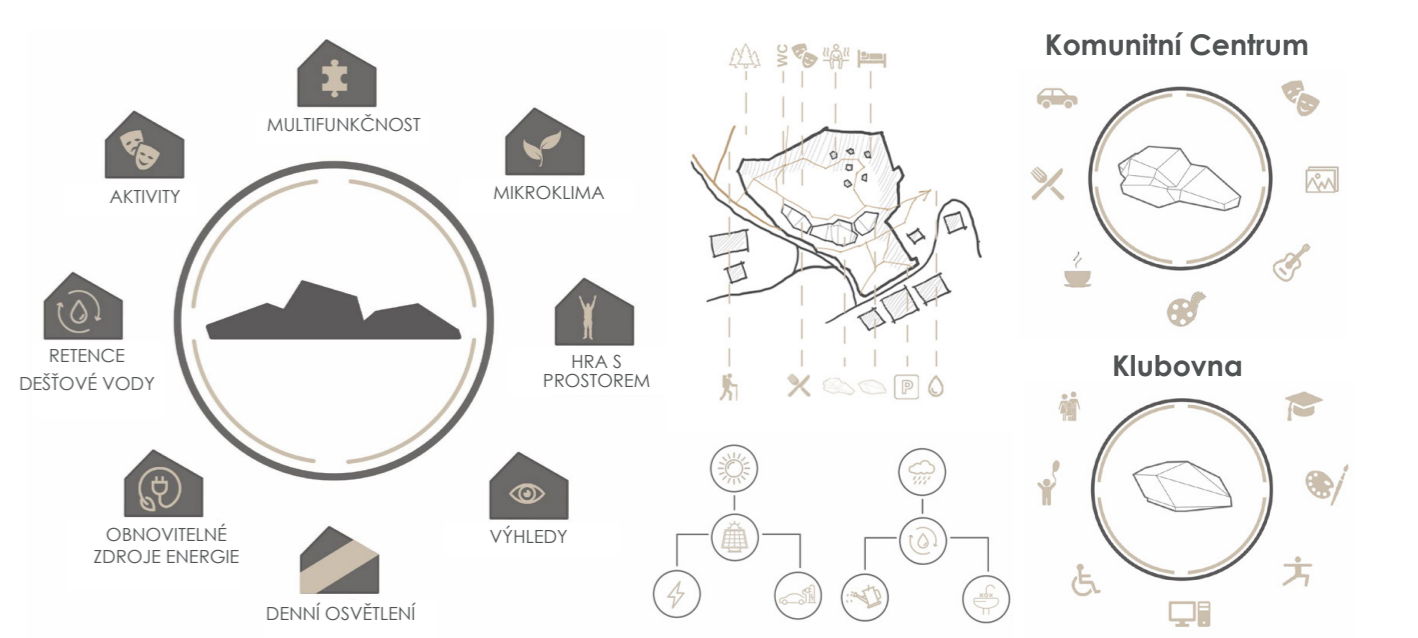 MULTIFUNKČNOST
AKTIVITY
MIKROKLIMA
RETENCE
DEŠŤOVÉ VODY
HRA S
PROSTOREM
OBNOVITELNÉ
ZDROJE ENERGIE
VÝHLEDY
DENNÍ OSVĚTLENÍ
WC
P
Komunitní Centrum
Klubovna